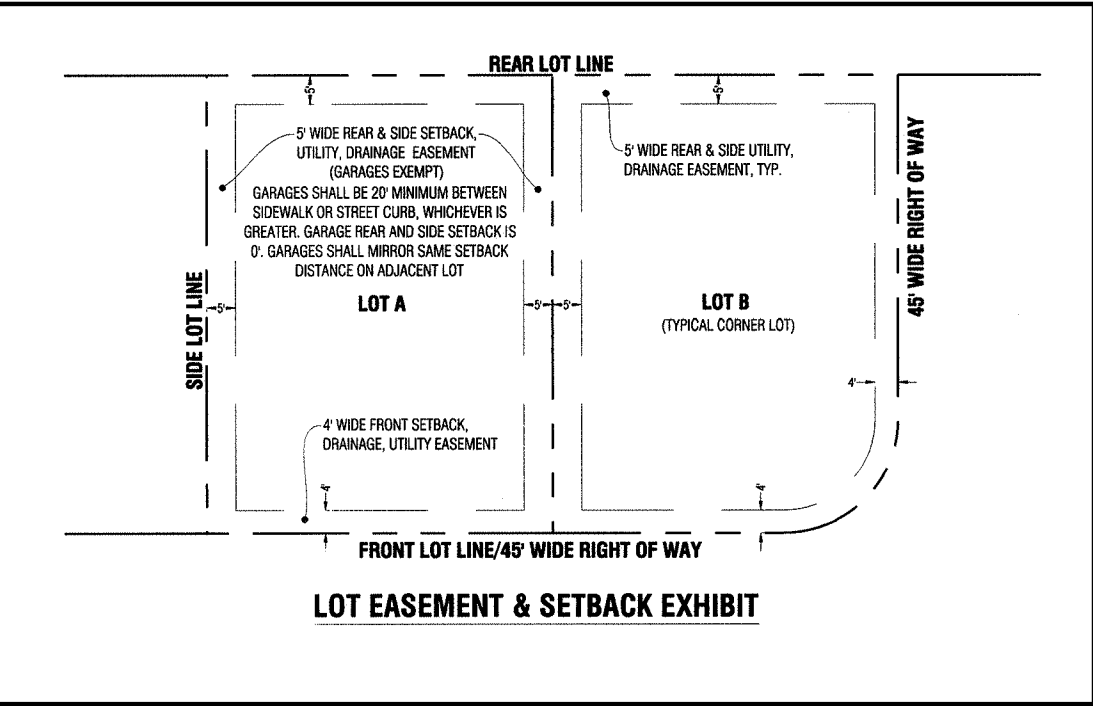 REAR LOT LINE
5'
5'
5' WIDE REAR & SIDE SETBACK,
UTILITY, DRAINAGE EASEMENT
(GARAGES EXEMPT)
GARAGES SHALL BE 20' MINIMUM BETWEEN
SIDEWALK OR STREET CURB, WHICHEVER IS
GREATER. GARAGE REAR AND SIDE SETBACK IS
0'. GARAGES SHALL MIRROR SAME SETBACK
DISTANCE ON ADJACENT LOT
5' WIDE REAR & SIDE UTILITY,
DRAINAGE EASEMENT, TYP.
45' WIDE RIGHT OF WAY
SIDE LOT LINE
5'
LOT A
5'
5'
LOT B
(TYPICAL CORNER LOT)
4'
4' WIDE FRONT SETBACK,
DRAINAGE, UTILITY EASEMENT
4'
4'
FRONT LOT LINE/45' WIDE RIGHT OF WAY
LOT EASEMENT & SETBACK EXHIBIT